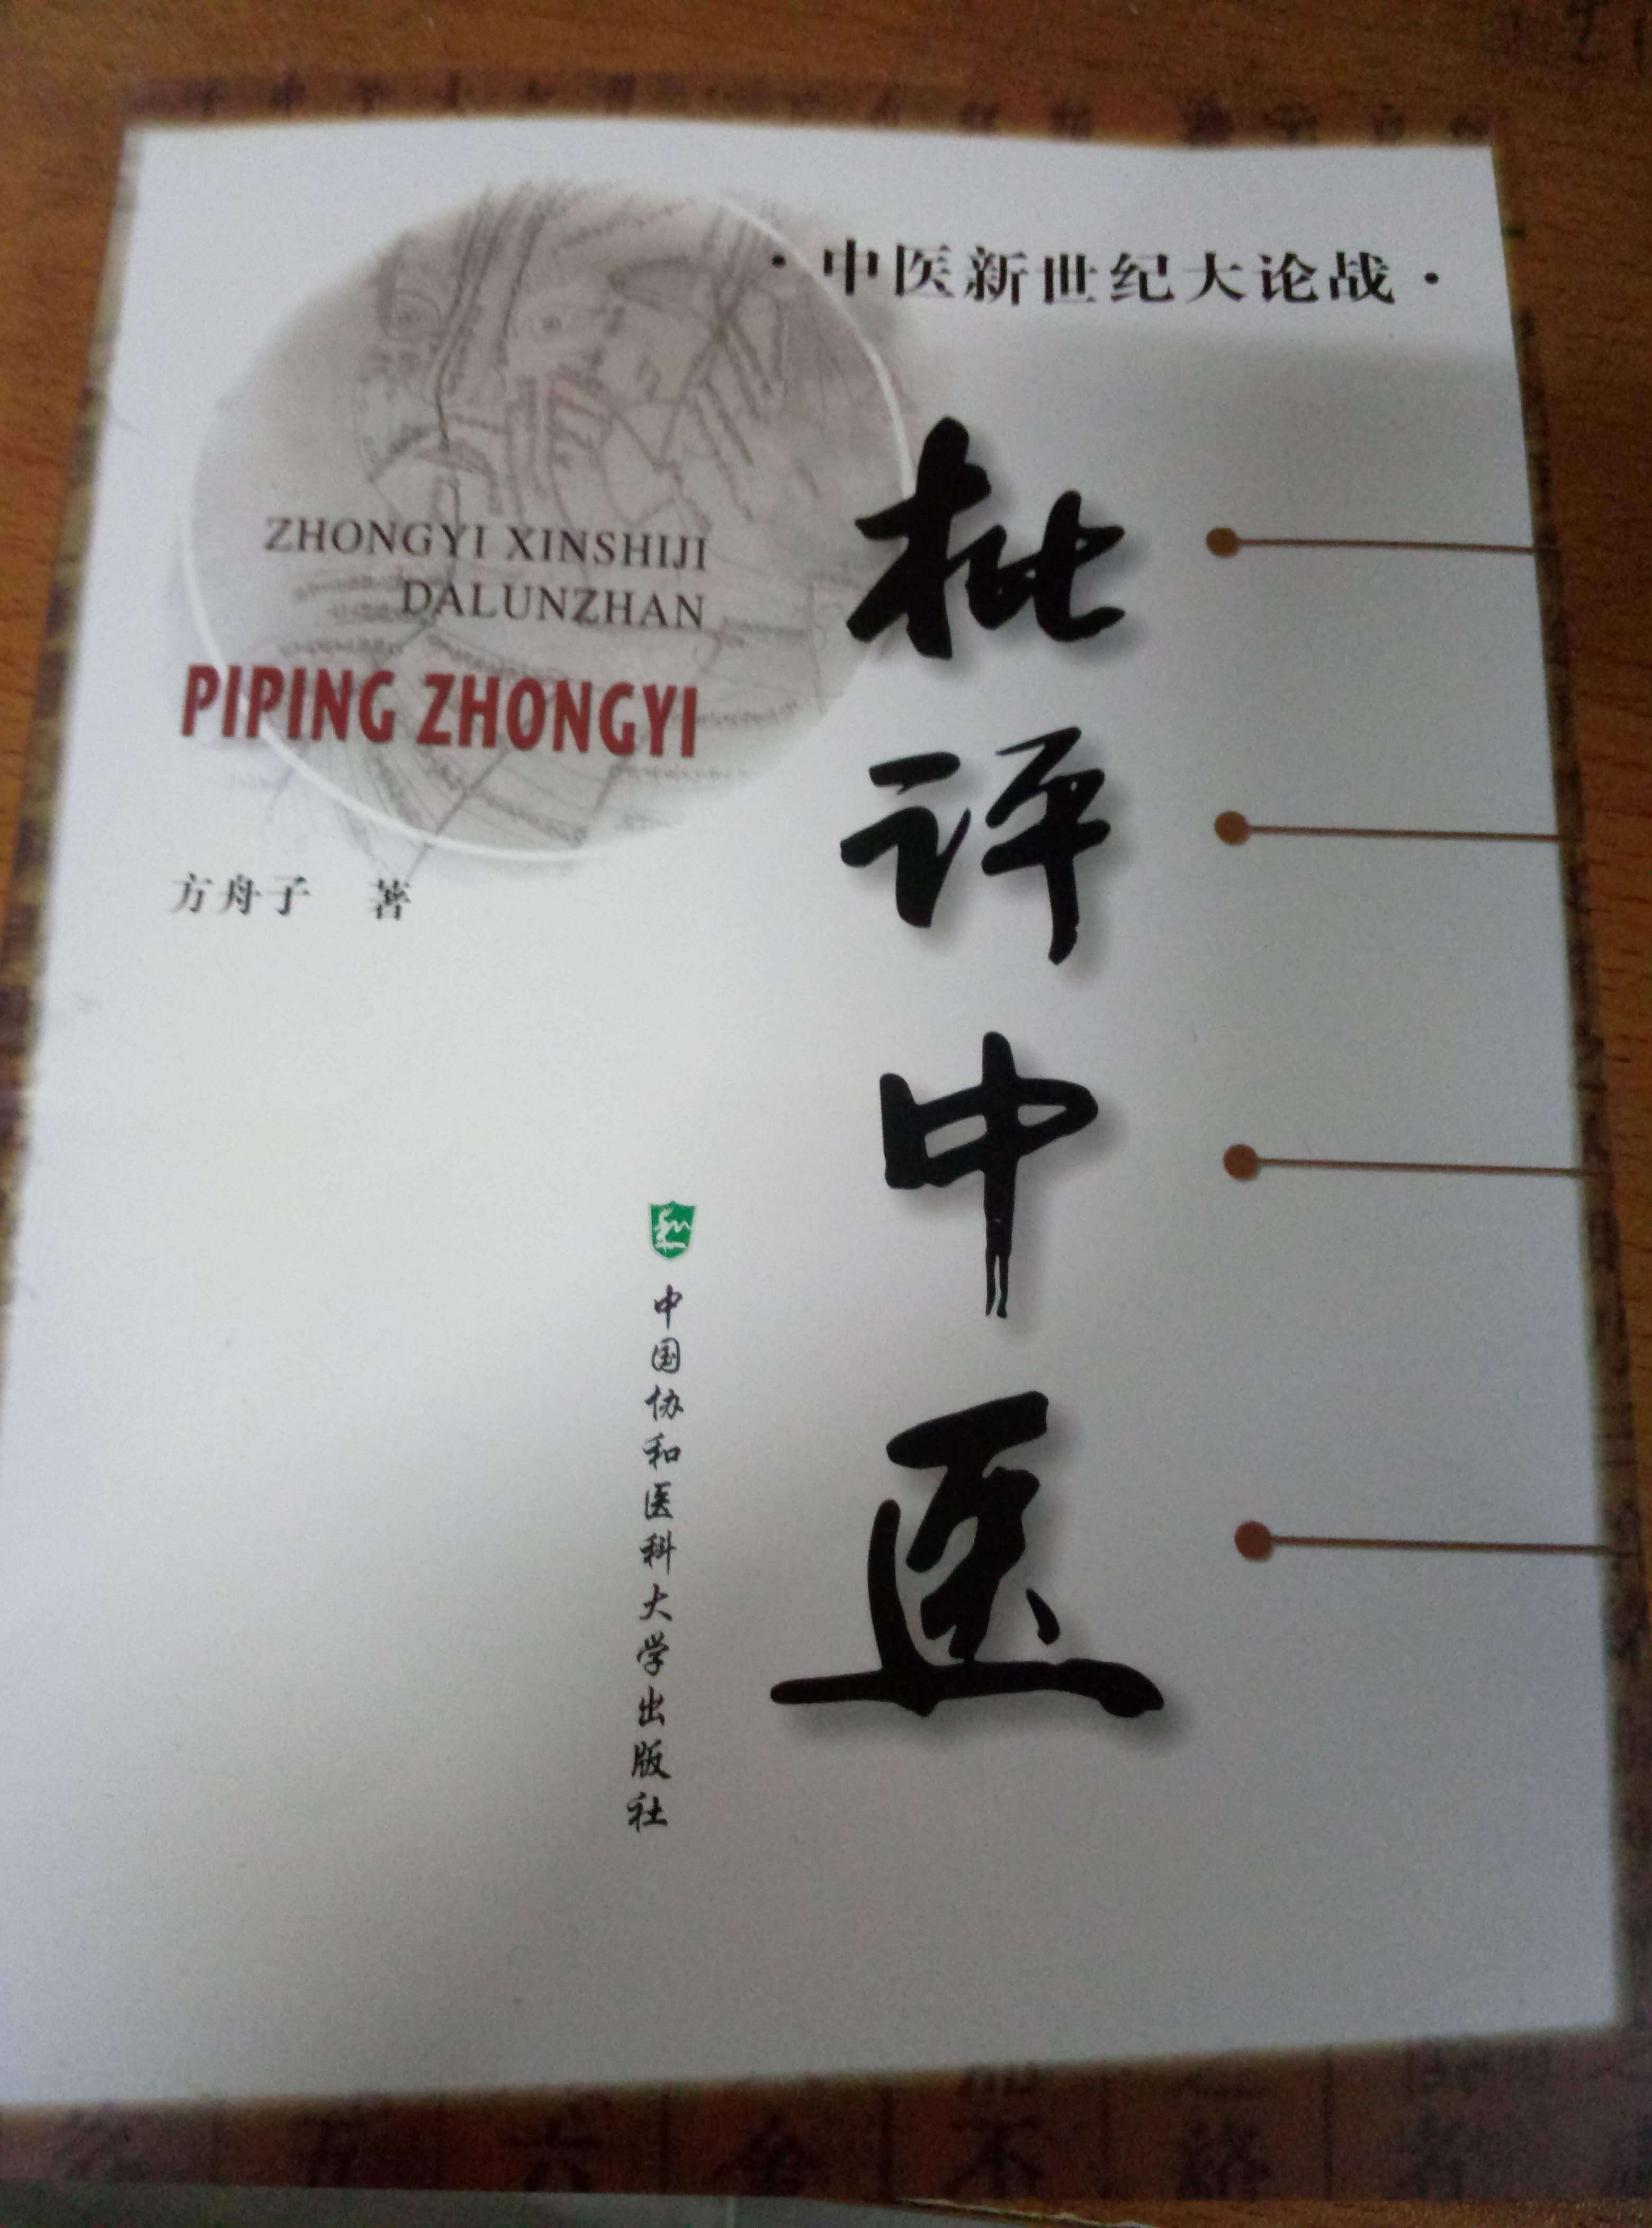 ·中医新世纪大论战·
批评中医
ZHONGYI XINSHIJI
DALUNZHAN
PIPING ZHONGYI
方舟子 著
中国协和医科大学出版社